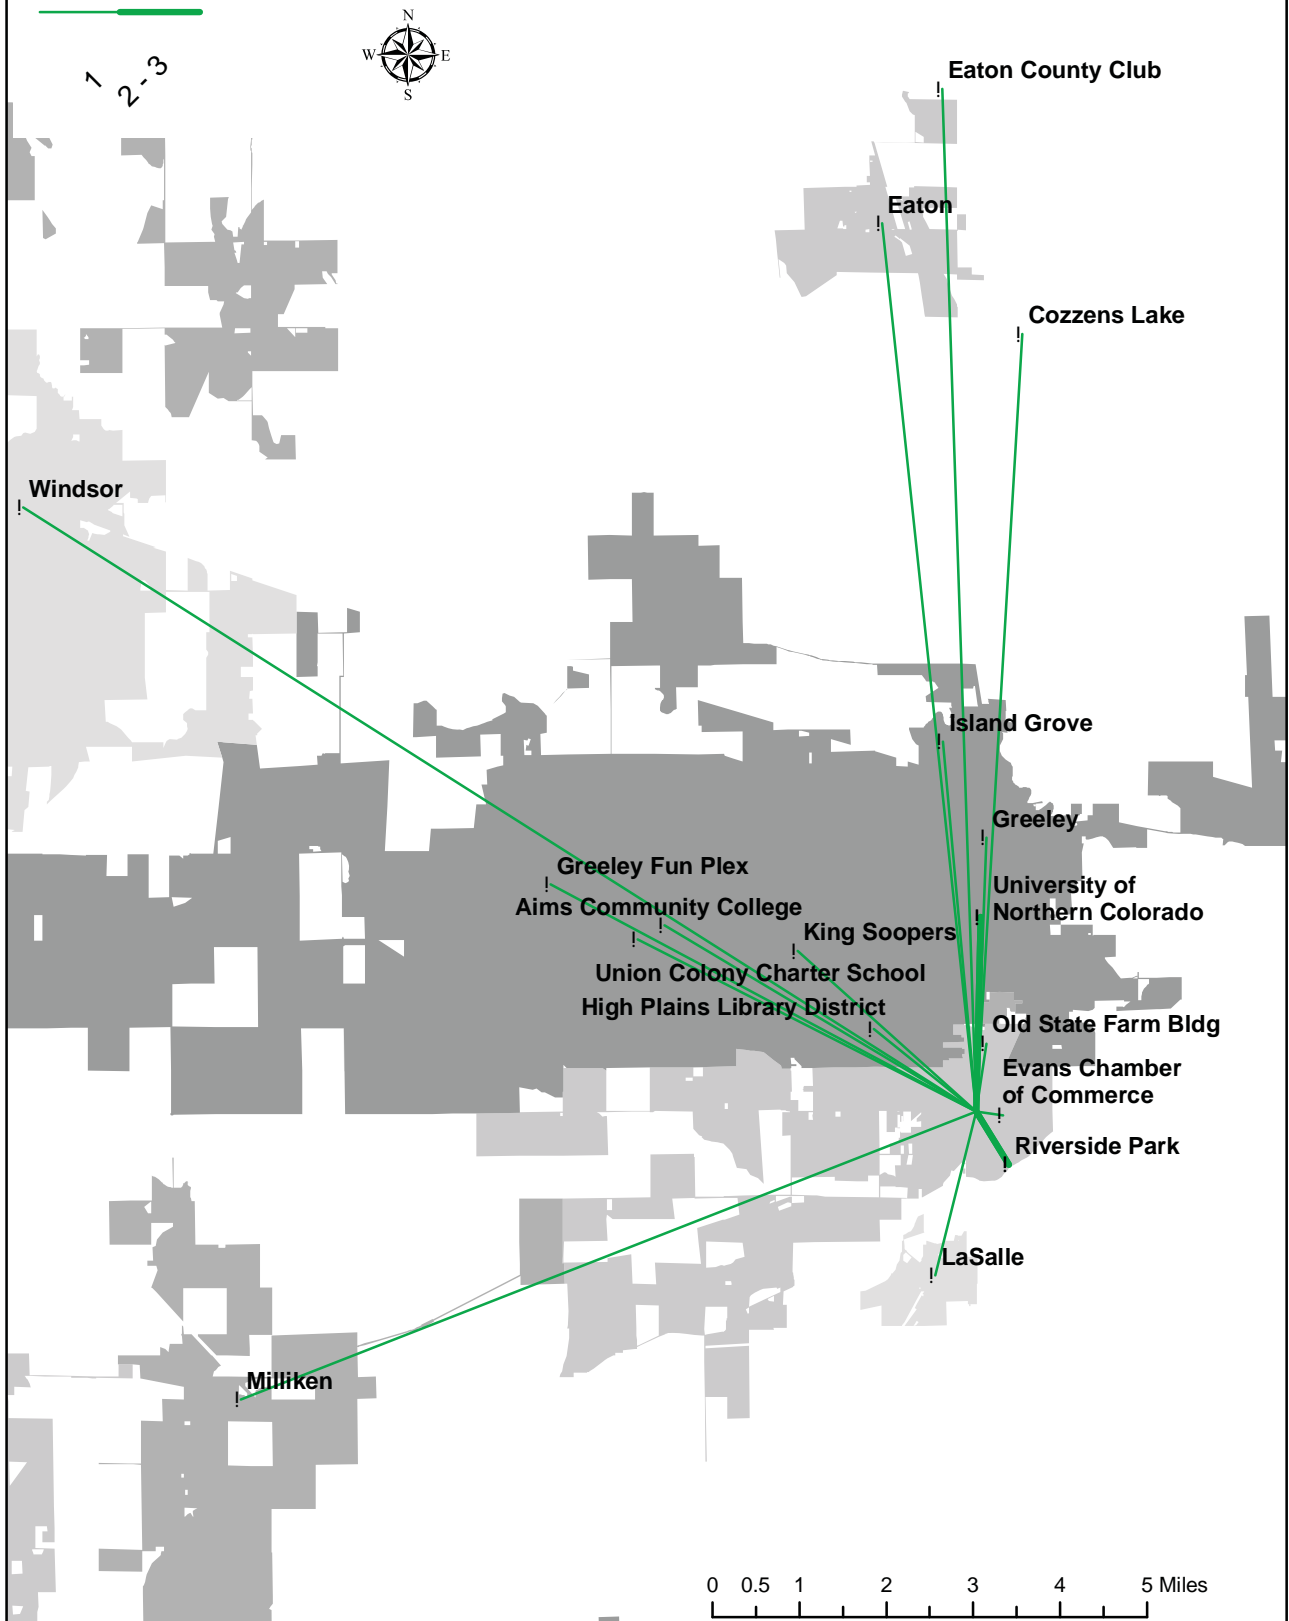 N
W E
S
1
2 - 3
Eaton County Club
Eaton
Cozzens Lake
Windsor
Island Grove
Greeley
Greeley Fun Plex
University of
Northern Colorado
Aims Community College
King Soopers
Union Colony Charter School
High Plains Library District
Old State Farm Bldg
Evans Chamber
of Commerce
Riverside Park
LaSalle
Milliken
0 0.5 1 2 3 4 5 Miles